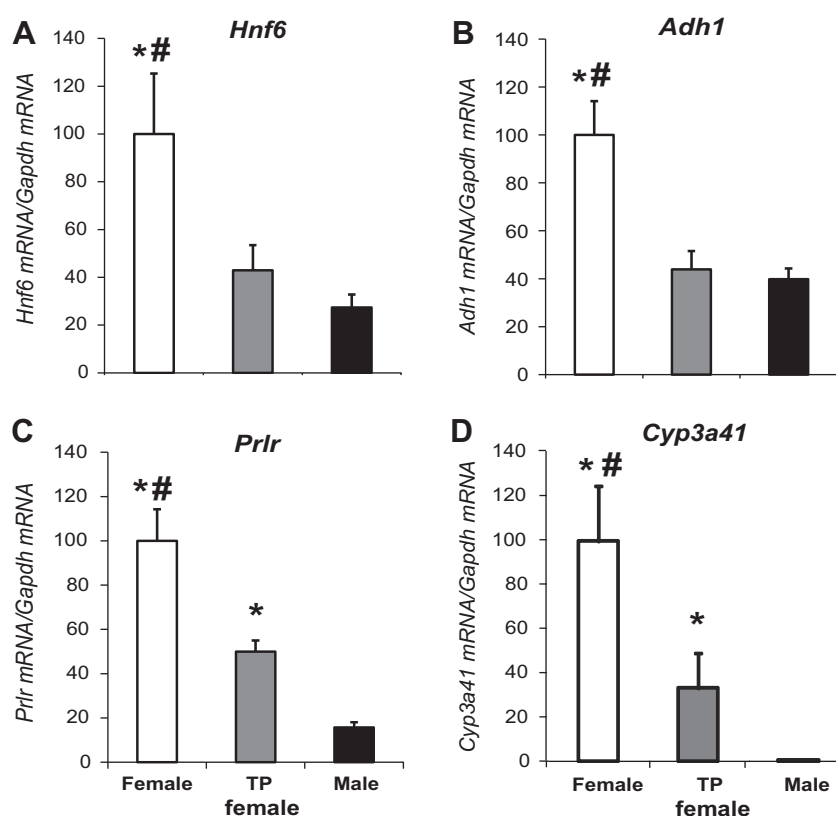 A
Hnf6
Hnf6 mRNA/Gapdh mRNA
140
120
100
80
60
40
20
0
*#
B
Adh1
Adh1 mRNA/Gapdh mRNA
140
120
100
80
60
40
20
0
*#
C
Prlr
Prlr mRNA/Gapdh mRNA
140
120
100
80
60
40
20
0
*#
*
Female TP Male
female
D
Cyp3a41
Cyp3a41 mRNA/Gapdh mRNA
140
120
100
80
60
40
20
0
* #
*
Female TP Male
female